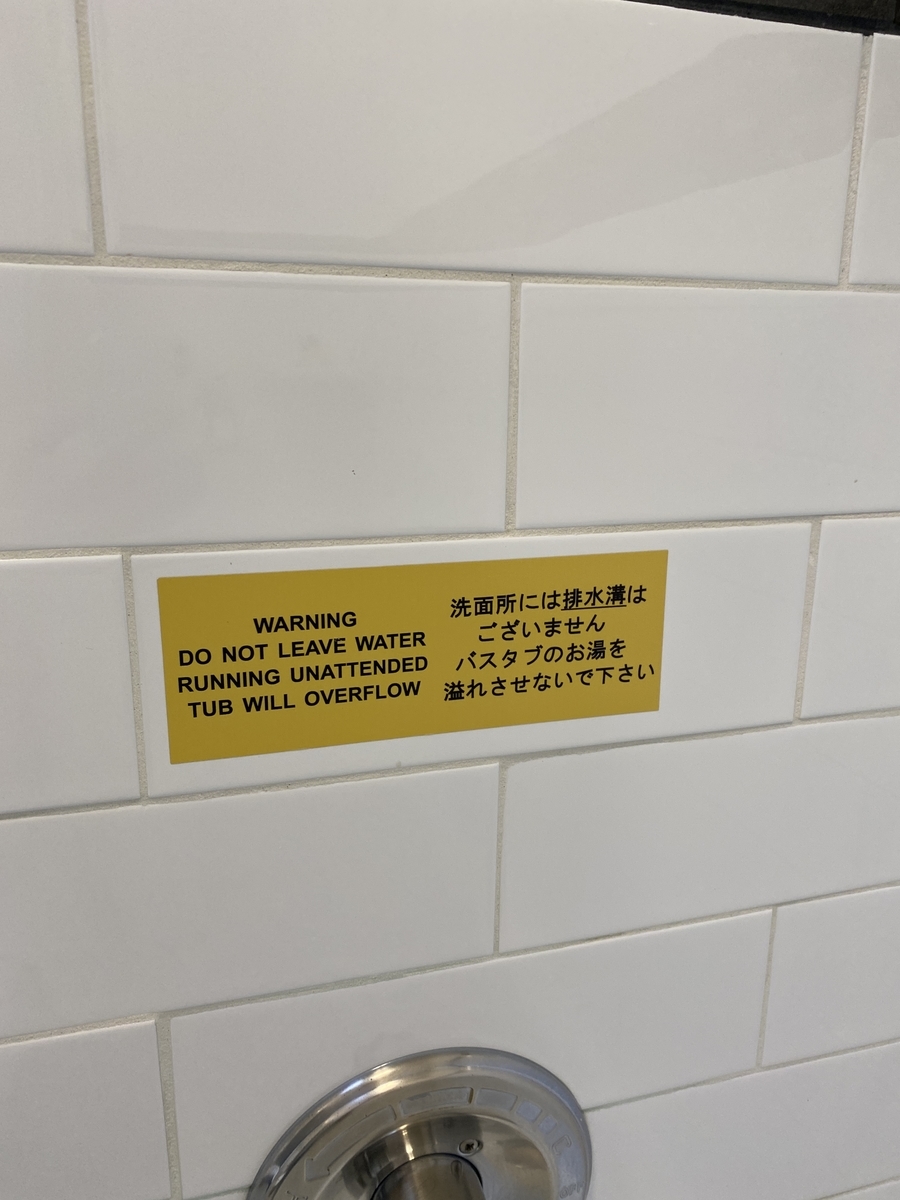 WARNING
DO NOT LEAVE WATER
RUNNING UNATTENDED
TUB WILL OVERFLOW
洗面所には排水溝は
ございません
バスタブのお湯を
溢れさせないで下さい